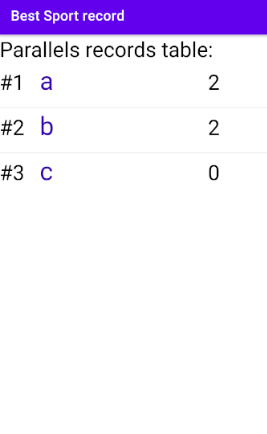 Best Sport record
Parallels records table:
#1 a 2
#2 b 2
#3 c 0